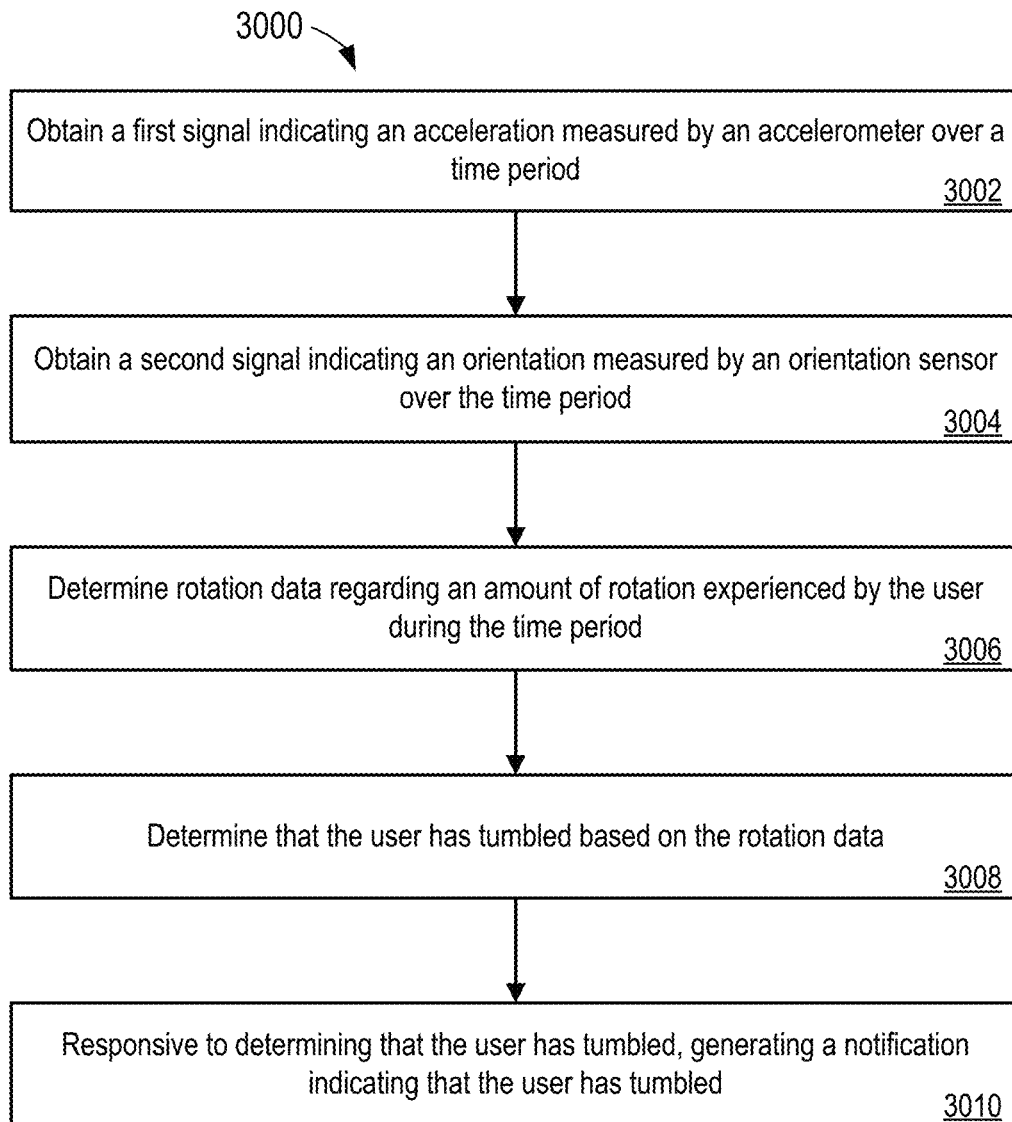 3000
Obtain a first signal indicating an acceleration measured by an accelerometer over a
time period
3002
Obtain a second signal indicating an orientation measured by an orientation sensor
over the time period
3004
Determine rotation data regarding an amount of rotation experienced by the user
during the time period
3006
Determine that the user has tumbled based on the rotation data
3008
Responsive to determining that the user has tumbled, generating a notification
indicating that the user has tumbled
3010